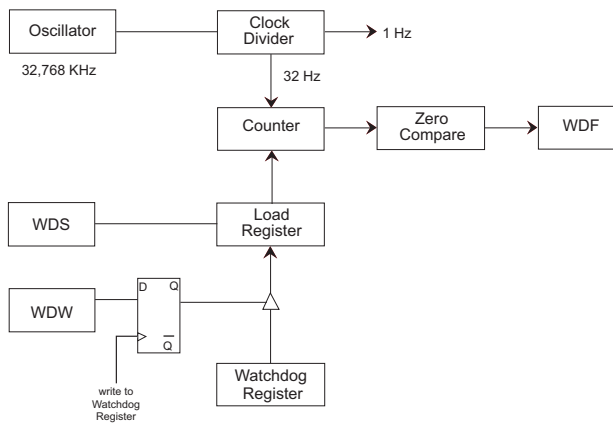 Oscillator
Clock
Divider
1 Hz
32,768 KHz
32 Hz
Counter
Zero
Compare
WDF
WDS
Load
Register
WDW
D
Q
Q
write to
Watchdog
Register
Watchdog
Register